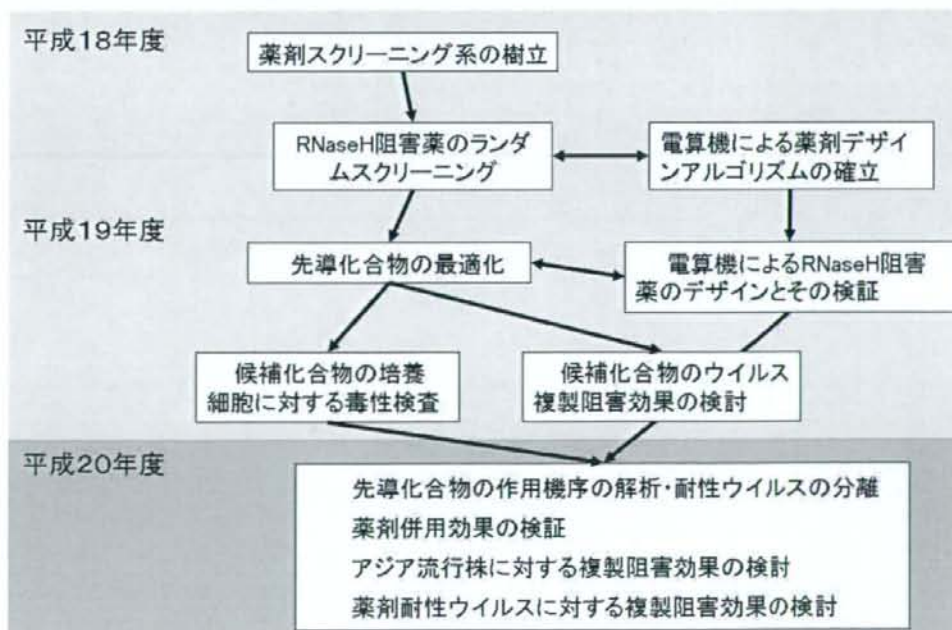 平成18年度
薬剤スクリーニング系の樹立
RNaseH阻害薬のランダ
ムスクリーニング
電算機による薬剤デザイ
ンアルゴリズムの確立
平成19年度
先導化合物の最適化
電算機によるRNaseH阻害
薬のデザインとその検証
候補化合物の培養
細胞に対する毒性検査
候補化合物のウイルス
複製阻害効果の検討
平成20年度
先導化合物の作用機序の解析・耐性ウイルスの分離
薬剤併用効果の検証
アジア流行株に対する複製阻害効果の検討
薬剤耐性ウイルスに対する複製阻害効果の検討